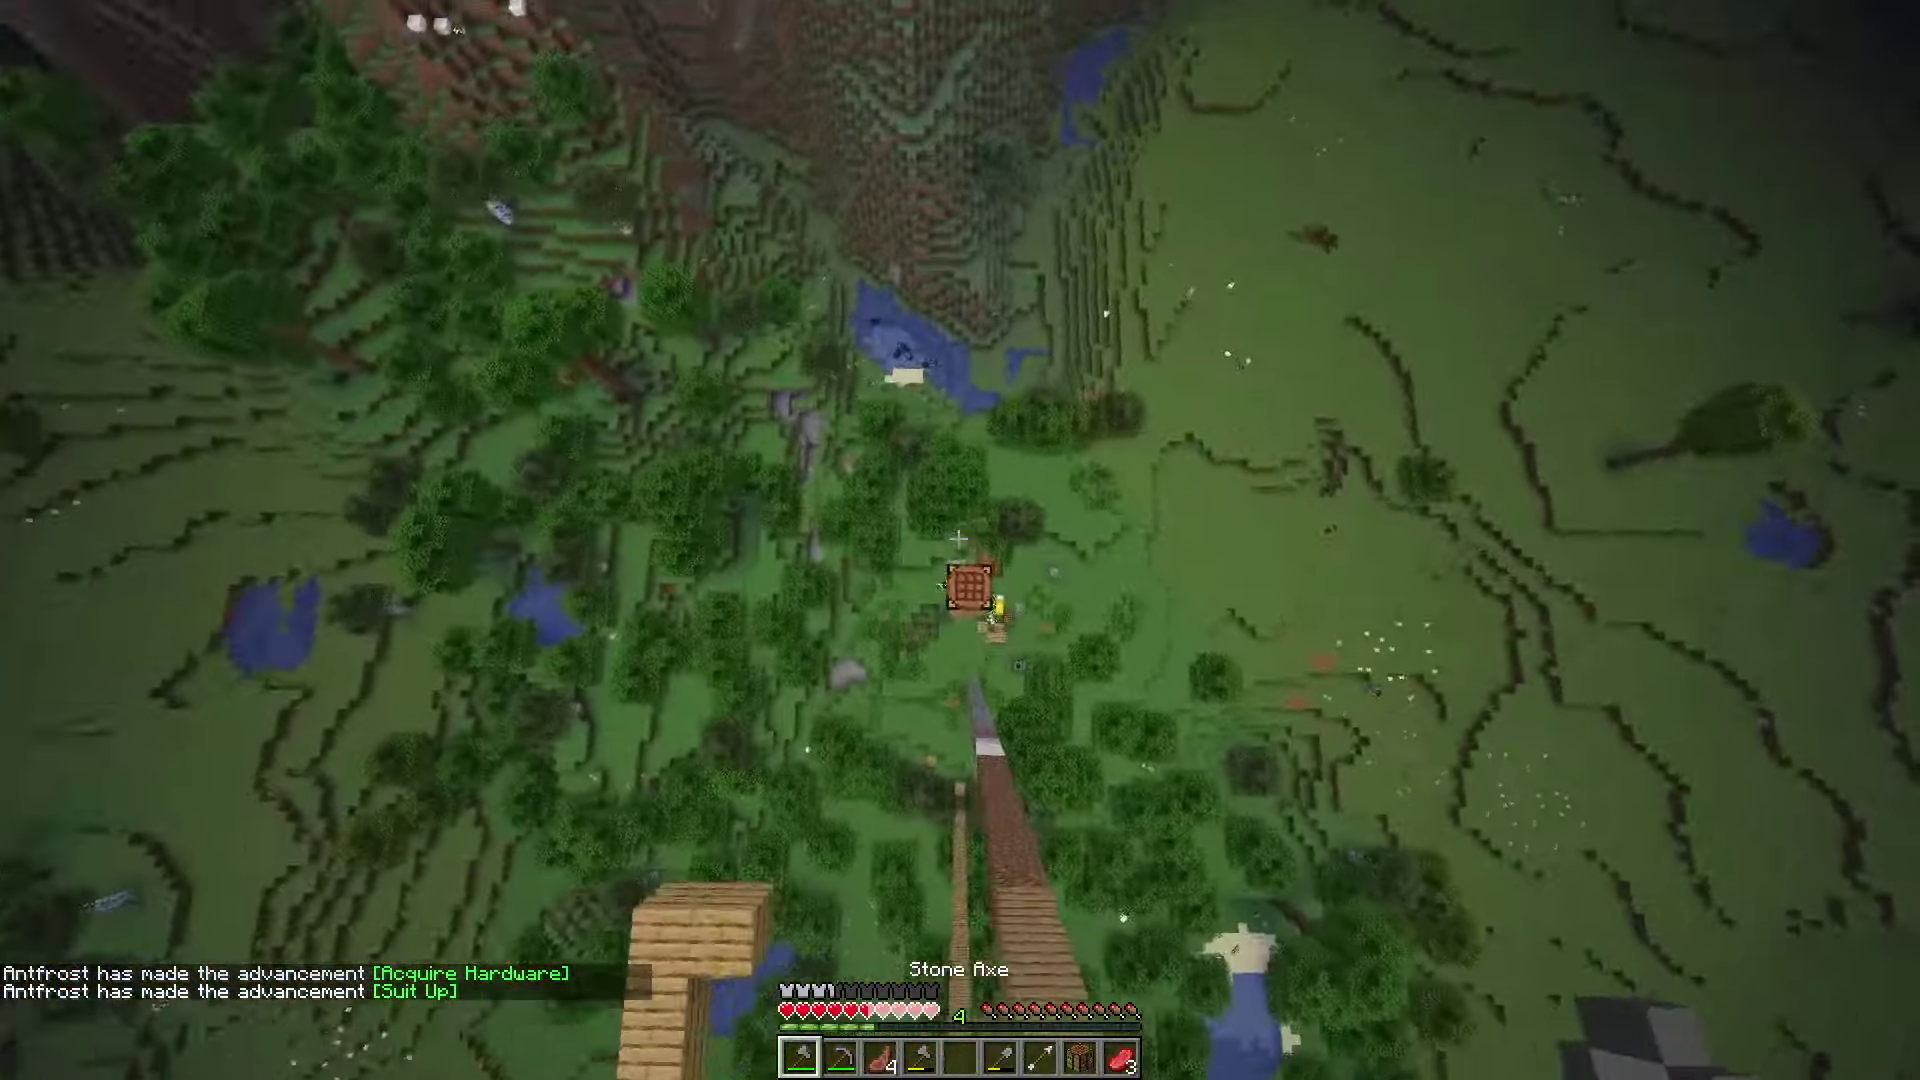 Antfrost has made the advancement [Acquire Hardware]
Antfrost has made the advancement [Suit Up]
Stone Axe
4
4
3